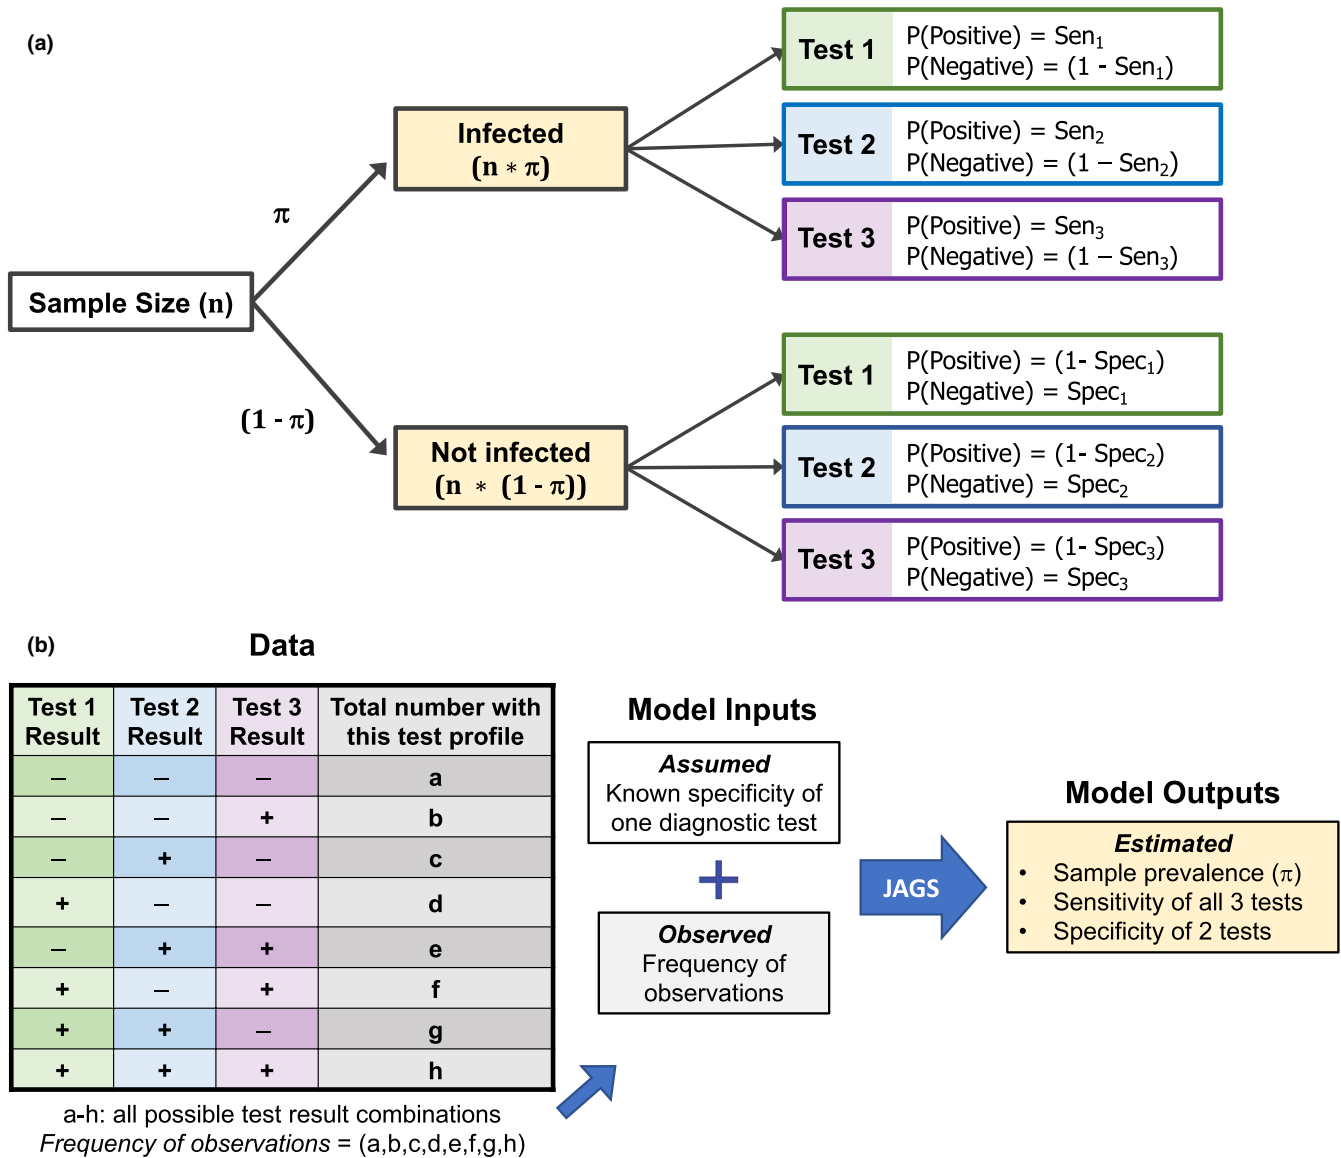 (a)
Sample Size (n)
π
(1 - π)
Infected
(n * π)
Not infected
(n * (1 - π))
Test 1
P(Positive) = Sen₁
P(Negative) = (1 - Sen₁)
Test 2
P(Positive) = Sen₂
P(Negative) = (1 – Sen₂)
Test 3
P(Positive) = Sen₃
P(Negative) = (1 – Sen₃)
Test 1
P(Positive) = (1- Spec₁)
P(Negative) = Spec₁
Test 2
P(Positive) = (1- Spec₂)
P(Negative) = Spec₂
Test 3
P(Positive) = (1- Spec₃)
P(Negative) = Spec₃
(b)
Data
Test 1 Test 2 Test 3 Total number with
Result Result Result this test profile
– – – a
– – + b
– + – c
+ – – d
– + + e
+ – + f
+ + – g
+ + + h
a-h: all possible test result combinations
Frequency of observations = (a,b,c,d,e,f,g,h)
Model Inputs
Assumed
Known specificity of
one diagnostic test
+
Observed
Frequency of
observations
JAGS
Model Outputs
Estimated
• Sample prevalence (π)
• Sensitivity of all 3 tests
• Specificity of 2 tests